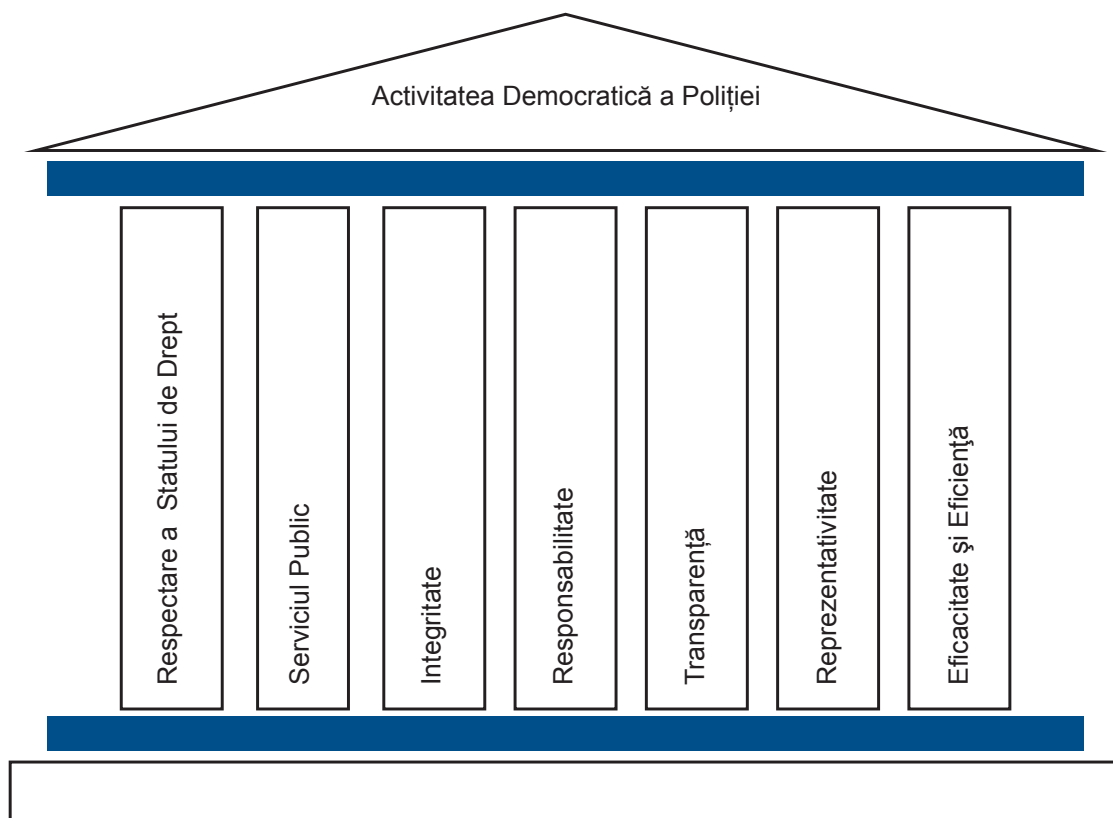 Activitatea Democratică a Poliției
Respectare a  Statului de Drept
Serviciul Public
Integritate
Responsabilitate
Transparență
Reprezentativitate
Eficacitate şi Eficienţă